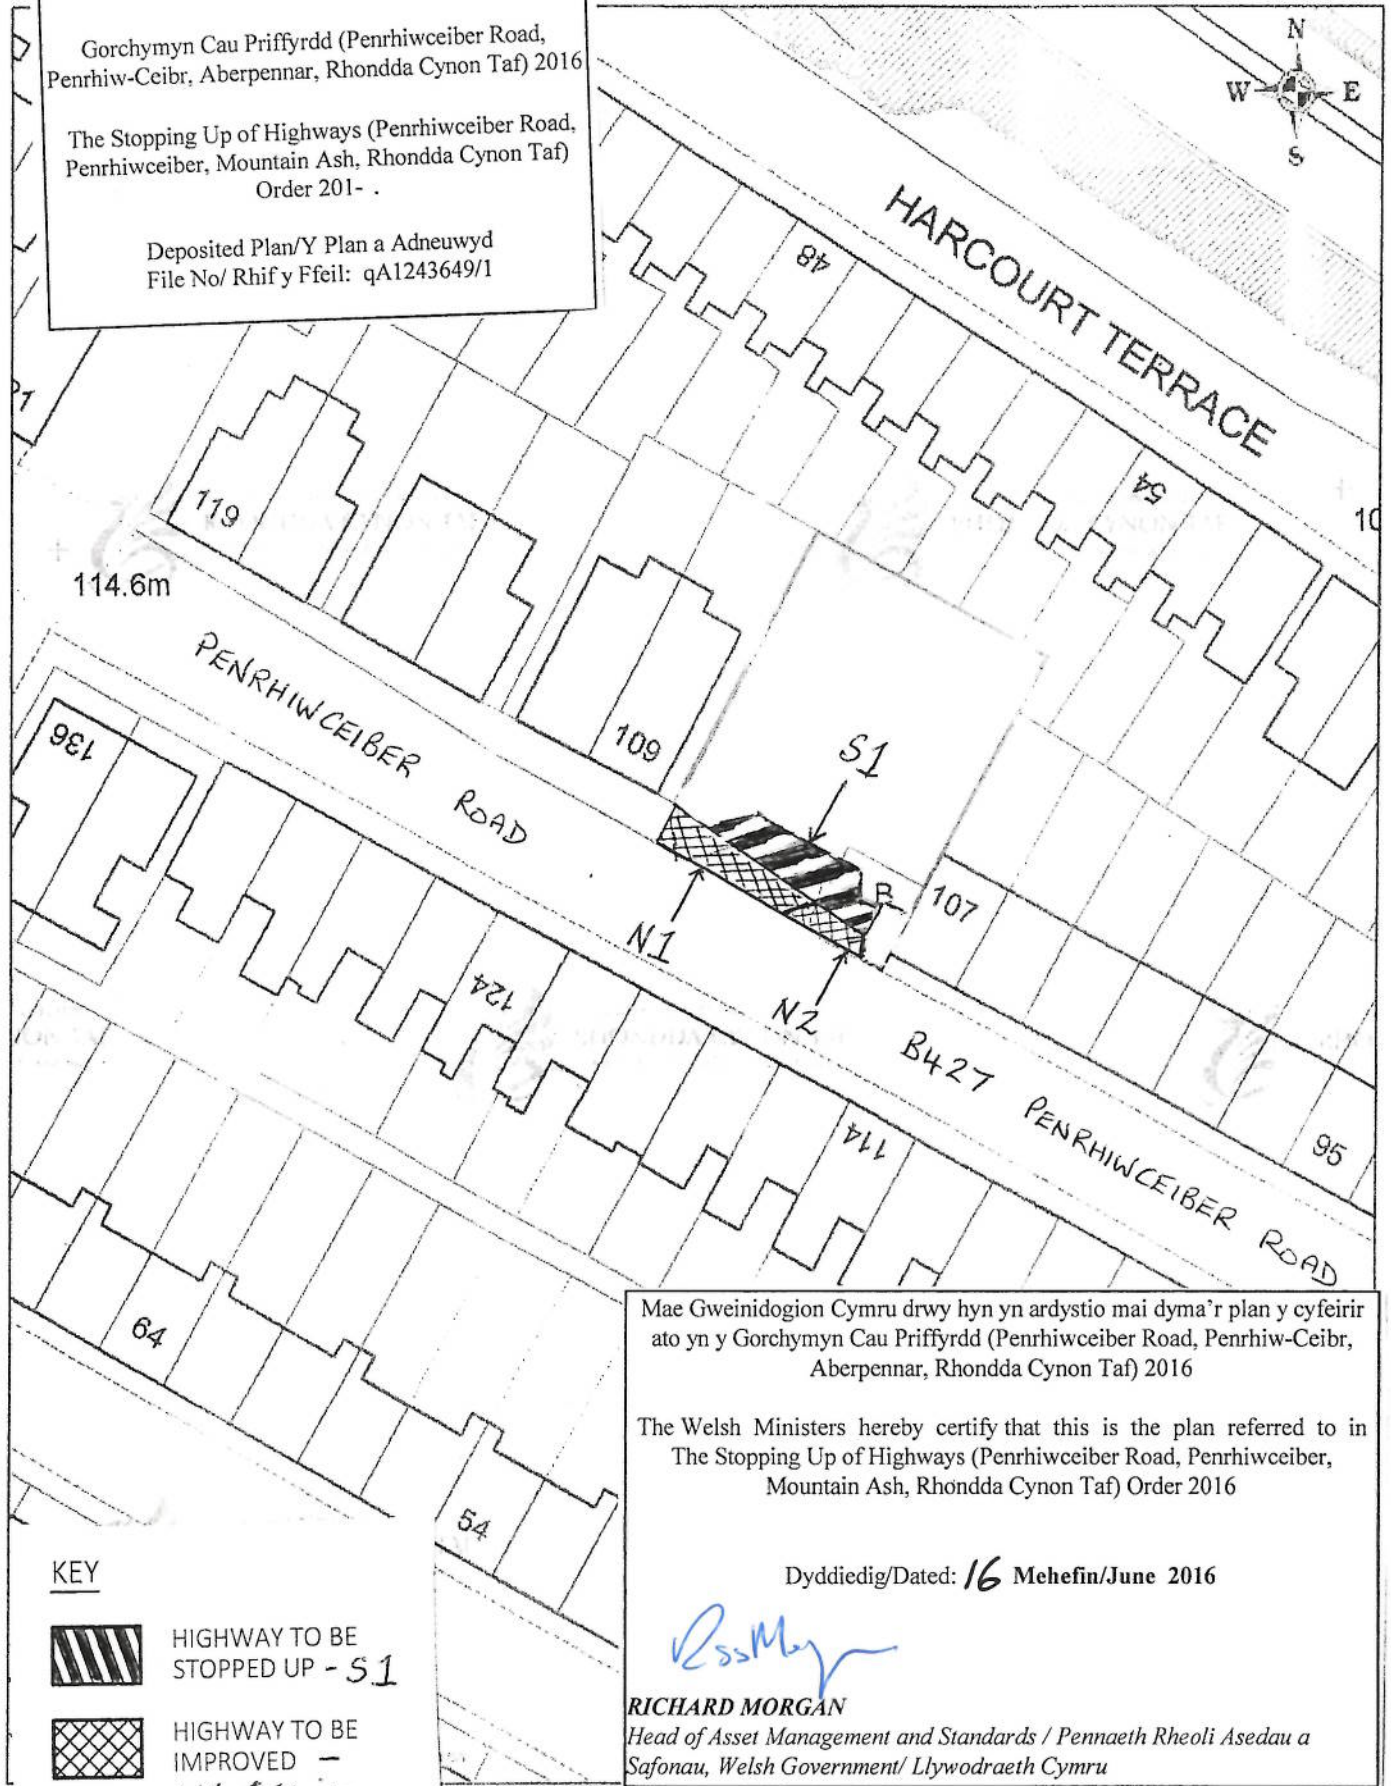 Gorchymyn Cau Priffyrdd (Penrhiwceiber Road,
Penrhiw-Ceibr, Aberpennar, Rhondda Cynon Taf) 2016
The Stopping Up of Highways (Penrhiwceiber Road,
Penrhiwceiber, Mountain Ash, Rhondda Cynon Taf)
Order 201- .
Deposited Plan/Y Plan a Adneuwyd
File No/ Rhif y Ffeil: qA1243649/1
N
W E
S
HARCOURT TERRACE
48
54
10
119
114.6m
PENRHIWCEIBER ROAD
136
109
S1
B
107
N1
N2
124
B427 PENRHIWCEIBER ROAD
114
95
64
54
Mae Gweinidogion Cymru drwy hyn yn ardystio mai dyma'r plan y cyfeirir
ato yn y Gorchymyn Cau Priffyrdd (Penrhiwceiber Road, Penrhiw-Ceibr,
Aberpennar, Rhondda Cynon Taf) 2016
The Welsh Ministers hereby certify that this is the plan referred to in
The Stopping Up of Highways (Penrhiwceiber Road, Penrhiwceiber,
Mountain Ash, Rhondda Cynon Taf) Order 2016
Dyddiedig/Dated: 16 Mehefin/June 2016
RICHARD MORGAN
Head of Asset Management and Standards / Pennaeth Rheoli Asedau a
Safonau, Welsh Government/ Llywodraeth Cymru
KEY
HIGHWAY TO BE
STOPPED UP - S1
HIGHWAY TO BE
IMPROVED -